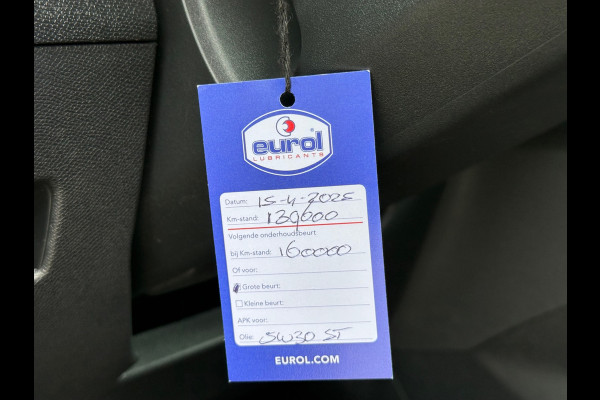 eurol®
LUBRICANTS
Datum: 15-4-2025
Km-stand: 139000
Volgende onderhoudsbeurt
bij Km-stand: 160000
Of voor:
Grote beurt:
Kleine beurt:
APK voor:
Olie: 5W30 ST
EUROL.COM